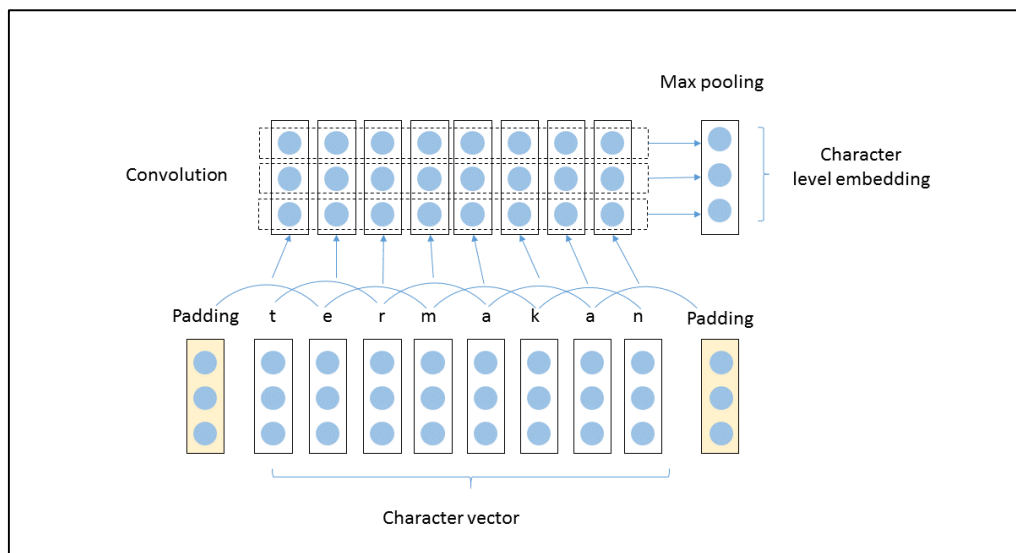 Max pooling
Convolution
Character
level embedding
Padding t e r m a k a n Padding
Character vector